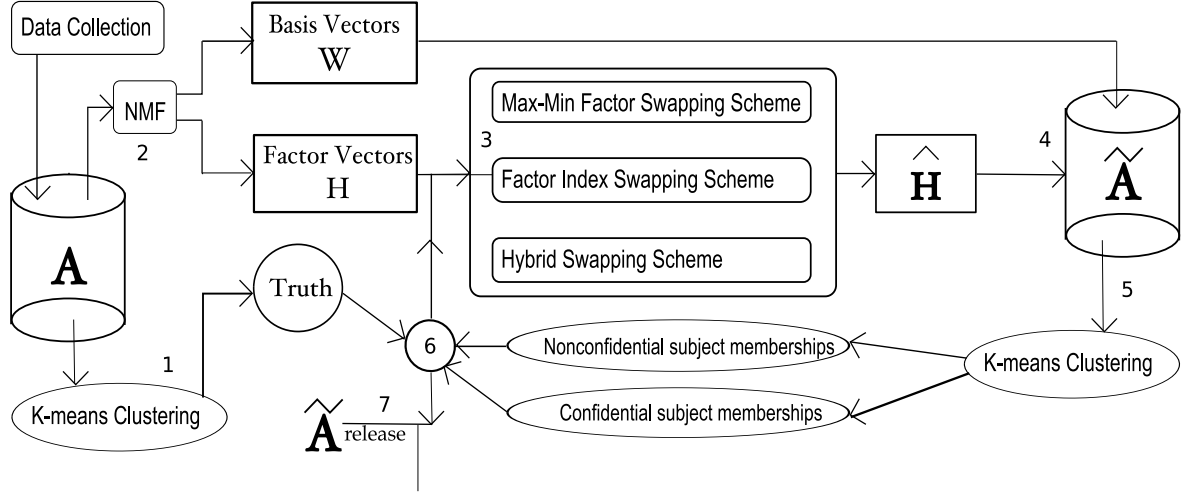 Data Collection
Basis Vectors
W
NMF
2
Factor Vectors
H
3
Max-Min Factor Swapping Scheme
Factor Index Swapping Scheme
Hybrid Swapping Scheme
Ĥ
4
Ã
A
Truth
1
K-means Clustering
5
6
Nonconfidential subject memberships
Confidential subject memberships
K-means Clustering
7
Ã release